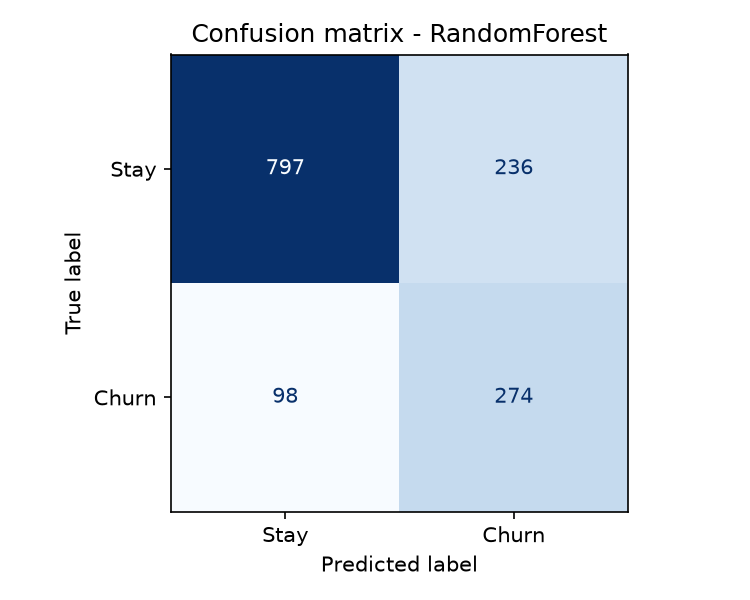 Confusion matrix - RandomForest
Stay
797
236
Churn
98
274
Stay
Churn
Predicted label
True label